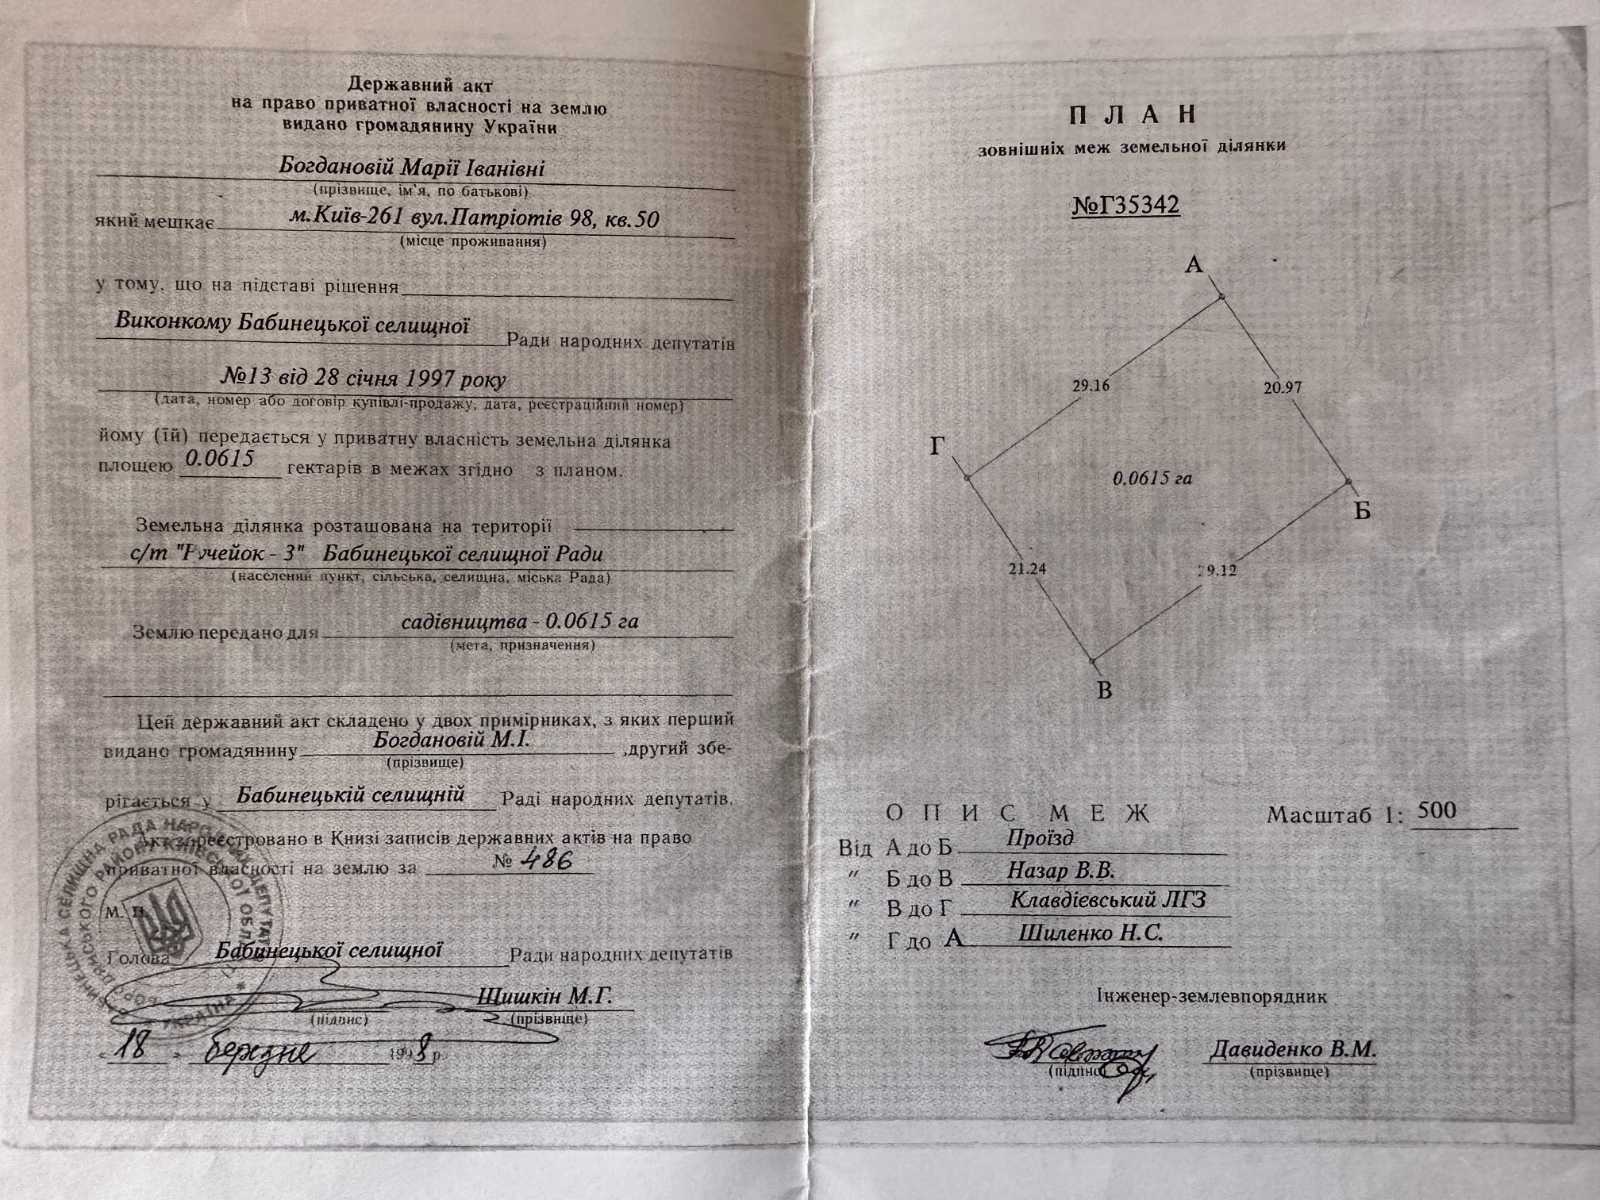 Державний акт
на право приватної власності на землю
видано громадянину України
Богдановій Марії Іванівні
(прізвище, ім'я, по батькові)
який мешкає м.Київ-261 вул.Патріотів 98, кв.50
(місце проживання)
у тому, що на підставі рішення
Виконкому Бабинецької селищної
Ради народних депутатів
№13 від 28 січня 1997 року
(дата, номер або договір купівлі-продажу, дата, реєстраційний номер)
йому (їй) передається у приватну власність земельна ділянка
площею 0.0615 гектарів в межах згідно з планом.
Земельна ділянка розташована на території
с/т "Ручейок - 3" Бабинецької селищної Ради
(населений пункт, сільська, селищна, міська Рада)
Землю передано для садівництва - 0.0615 га
(мета, призначення)
Цей державний акт складено у двох примірниках, з яких перший
видано громадянину Богдановій М.І. ,другий збе-
(прізвище)
рігається у Бабинецькій селищній Раді народних депутатів.
Акт зареєстровано в Книзі записів державних актів на право
приватної власності на землю за № 486
М. П.
Голова Бабинецької селищної Ради народних депутатів
Шишкін М.Г.
(підпис) (прізвище)
« 18 » березня 1998 р.
П Л А Н
зовнішніх меж земельної ділянки
№Г35342
А
29.16 20.97
Г
0.0615 га
Б
21.24 29.12
В
О П И С М Е Ж Масштаб 1: 500
Від А до Б Проїзд
" Б до В Назар В.В.
" В до Г Клавдієвський ЛГЗ
" Г до А Шиленко Н.С.
Інженер-землевпорядник
Давиденко В.М.
(підпис) (прізвище)